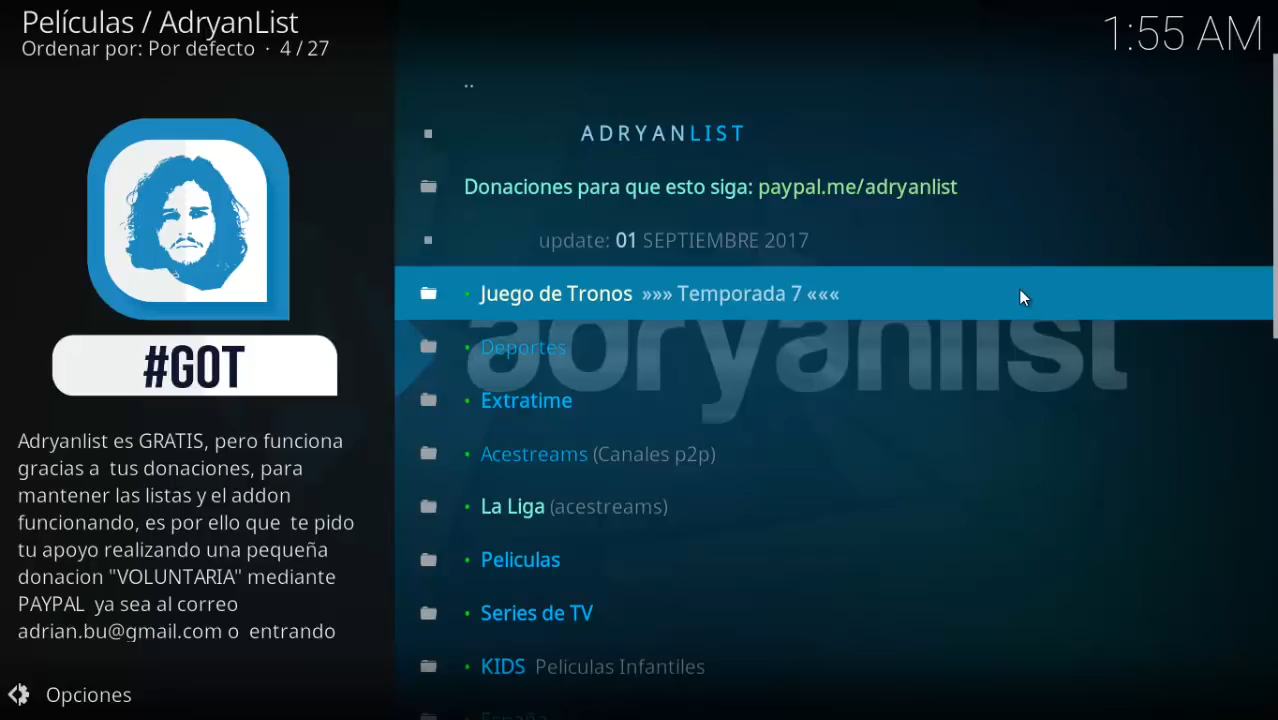 Películas / AdryanList
Ordenar por: Por defecto · 4 / 27
1:55 AM
#GOT
Adryanlist es GRATIS, pero funciona
gracias a tus donaciones, para
mantener las listas y el addon
funcionando, es por ello que te pido
tu apoyo realizando una pequeña
donacion "VOLUNTARIA" mediante
PAYPAL ya sea al correo
adrian.bu@gmail.com o entrando
Opciones
..
ADRYANLIST
Donaciones para que esto siga: paypal.me/adryanlist
update: 01 SEPTIEMBRE 2017
• Juego de Tronos »»» Temporada 7 «««
adryanlist
• Deportes
• Extratime
• Acestreams (Canales p2p)
• La Liga (acestreams)
• Peliculas
• Series de TV
• KIDS Peliculas Infantiles
España